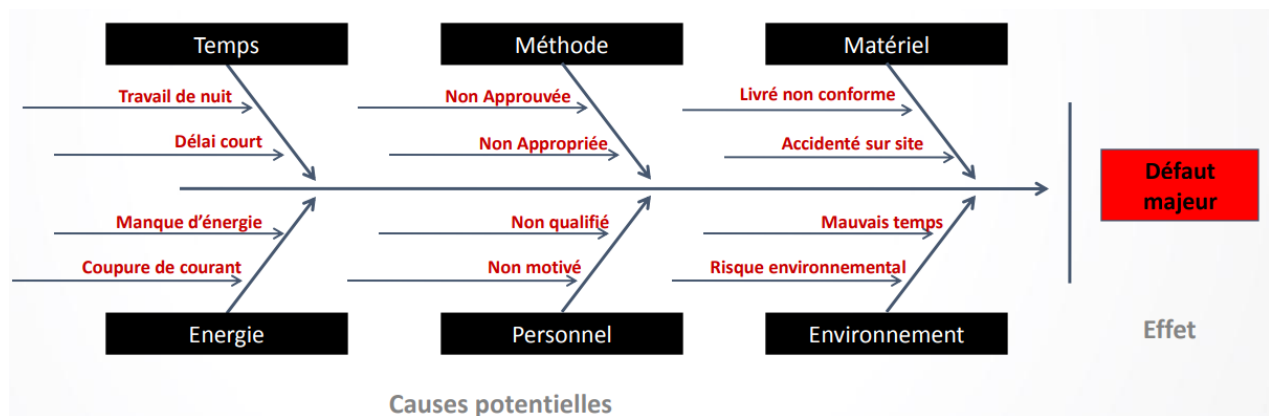 Temps
Méthode
Matériel
Travail de nuit
Non Approuvée
Livré non conforme
Délai court
Non Appropriée
Accidenté sur site
Défaut
majeur
Manque d’énergie
Non qualifié
Mauvais temps
Coupure de courant
Non motivé
Risque environnemental
Energie
Personnel
Environnement
Effet
Causes potentielles